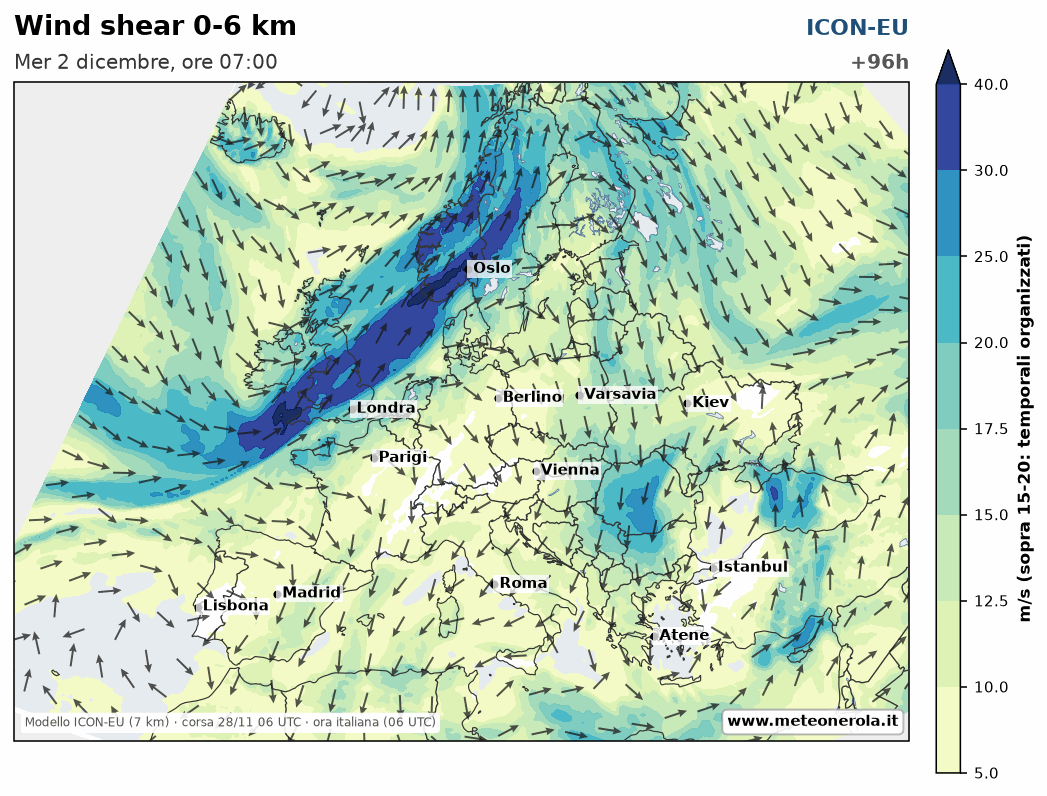 Wind shear 0-6 km
ICON-EU
Mer 2 dicembre, ore 07:00
+96h
40.0
30.0
25.0
20.0
17.5
15.0
12.5
10.0
5.0
m/s (sopra 15-20: temporali organizzati)
Oslo
Londra
Berlino
Varsavia
Kiev
Parigi
Vienna
Istanbul
Roma
Madrid
Lisbona
Atene
Modello ICON-EU (7 km) · corsa 28/11 06 UTC · ora italiana (06 UTC)
www.meteonerola.it